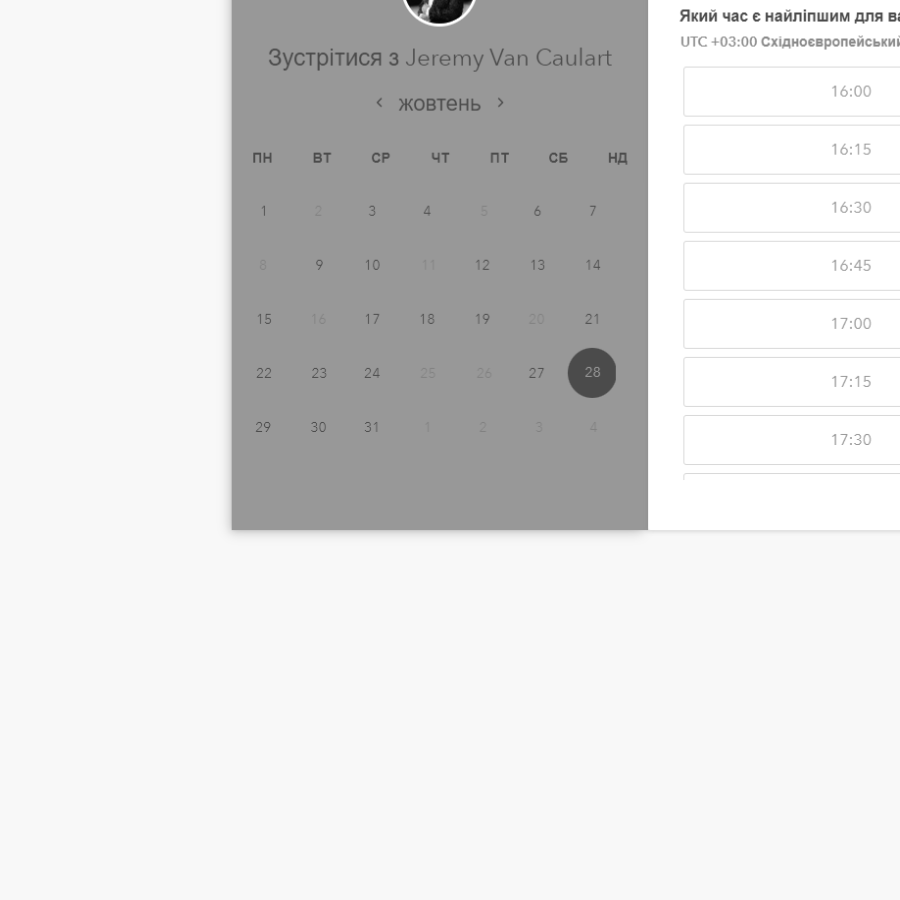 Зустрітися з Jeremy Van Caulart
жовтень
ПН ВТ СР ЧТ ПТ СБ НД
1 2 3 4 5 6 7
8 9 10 11 12 13 14
15 16 17 18 19 20 21
22 23 24 25 26 27 28
29 30 31 1 2 3 4
Який час є найліпшим для
UTC +03:00 Східноєвропейський
16:00
16:15
16:30
16:45
17:00
17:15
17:30